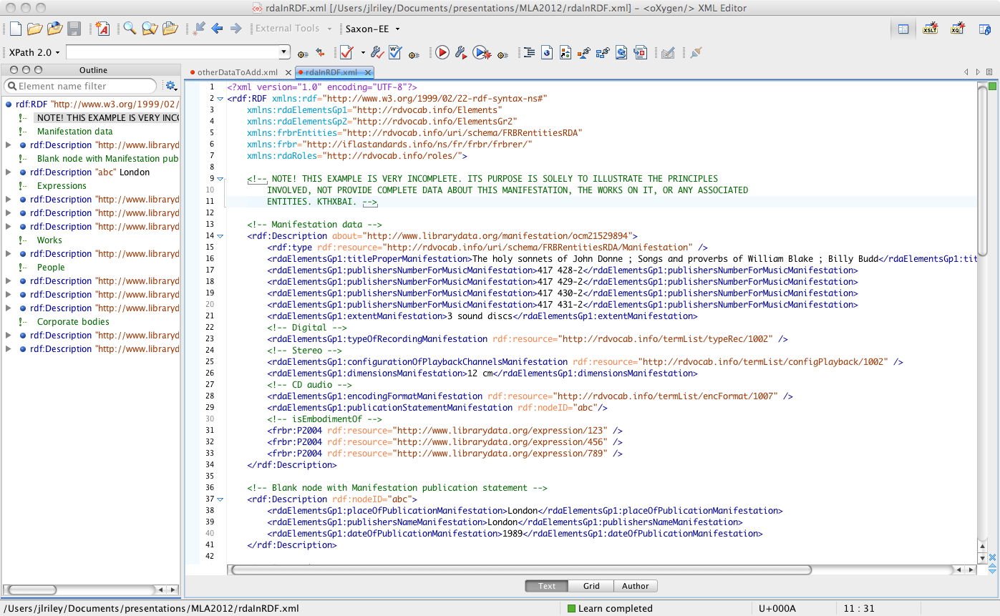 rdaInRDF.xml [/Users/jlriley/Documents/presentations/MLA2012/rdaInRDF.xml] - <oXygen/> XML Editor
External Tools
Saxon-EE
XPath 2.0
Outline
Element name filter
rdf:RDF "http://www.w3.org/1999/02/
NOTE! THIS EXAMPLE IS VERY INCO
Manifestation data
rdf:Description "http://www.libraryd
Blank node with Manifestation pub
rdf:Description "abc" London
Expressions
rdf:Description "http://www.libraryd
rdf:Description "http://www.libraryd
rdf:Description "http://www.libraryd
Works
rdf:Description "http://www.libraryd
People
rdf:Description "http://www.libraryd
rdf:Description "http://www.libraryd
rdf:Description "http://www.libraryd
Corporate bodies
rdf:Description "http://www.libraryd
rdf:Description "http://www.libraryd
otherDataToAdd.xml
rdaInRDF.xml
1 <?xml version="1.0" encoding="UTF-8"?>
2 <rdf:RDF xmlns:rdf="http://www.w3.org/1999/02/22-rdf-syntax-ns#"
3 xmlns:rdaElementsGp1="http://rdvocab.info/Elements"
4 xmlns:rdaElementsGp2="http://rdvocab.info/ElementsGr2"
5 xmlns:frbrEntities="http://rdvocab.info/uri/schema/FRBRentitiesRDA"
6 xmlns:frbr="http://iflastandards.info/ns/fr/frbr/frbrer/"
7 xmlns:rdaRoles="http://rdvocab.info/roles/">
8
9 <!-- NOTE! THIS EXAMPLE IS VERY INCOMPLETE. ITS PURPOSE IS SOLELY TO ILLUSTRATE THE PRINCIPLES
10 INVOLVED, NOT PROVIDE COMPLETE DATA ABOUT THIS MANIFESTATION, THE WORKS ON IT, OR ANY ASSOCIATED
11 ENTITIES. KTHXBAI. -->
12
13 <!-- Manifestation data -->
14 <rdf:Description about="http://www.librarydata.org/manifestation/ocm21529894">
15 <rdf:type rdf:resource="http://rdvocab.info/uri/schema/FRBRentitiesRDA/Manifestation" />
16 <rdaElementsGp1:titleProperManifestation>The holy sonnets of John Donne ; Songs and proverbs of William Blake ; Billy Budd</rdaElementsGp1:tit
17 <rdaElementsGp1:publishersNumberForMusicManifestation>417 428-2</rdaElementsGp1:publishersNumberForMusicManifestation>
18 <rdaElementsGp1:publishersNumberForMusicManifestation>417 429-2</rdaElementsGp1:publishersNumberForMusicManifestation>
19 <rdaElementsGp1:publishersNumberForMusicManifestation>417 430-2</rdaElementsGp1:publishersNumberForMusicManifestation>
20 <rdaElementsGp1:publishersNumberForMusicManifestation>417 431-2</rdaElementsGp1:publishersNumberForMusicManifestation>
21 <rdaElementsGp1:extentManifestation>3 sound discs</rdaElementsGp1:extentManifestation>
22 <!-- Digital -->
23 <rdaElementsGp1:typeOfRecordingManifestation rdf:resource="http://rdvocab.info/termList/typeRec/1002" />
24 <!-- Stereo -->
25 <rdaElementsGp1:configurationOfPlaybackChannelsManifestation rdf:resource="http://rdvocab.info/termList/configPlayback/1002" />
26 <rdaElementsGp1:dimensionsManifestation>12 cm</rdaElementsGp1:dimensionsManifestation>
27 <!-- CD audio -->
28 <rdaElementsGp1:encodingFormatManifestation rdf:resource="http://rdvocab.info/termList/encFormat/1007" />
29 <rdaElementsGp1:publicationStatementManifestation rdf:nodeID="abc"/>
30 <!-- isEmbodimentOf -->
31 <frbr:P2004 rdf:resource="http://www.librarydata.org/expression/123" />
32 <frbr:P2004 rdf:resource="http://www.librarydata.org/expression/456" />
33 <frbr:P2004 rdf:resource="http://www.librarydata.org/expression/789" />
34 </rdf:Description>
35
36 <!-- Blank node with Manifestation publication statement -->
37 <rdf:Description rdf:nodeID="abc">
38 <rdaElementsGp1:placeOfPublicationManifestation>London</rdaElementsGp1:placeOfPublicationManifestation>
39 <rdaElementsGp1:publishersNameManifestation>London</rdaElementsGp1:publishersNameManifestation>
40 <rdaElementsGp1:dateOfPublicationManifestation>1989</rdaElementsGp1:dateOfPublicationManifestation>
41 </rdf:Description>
42
Text Grid Author
/Users/jlriley/Documents/presentations/MLA2012/rdaInRDF.xml
Learn completed
U+000A
11 : 31